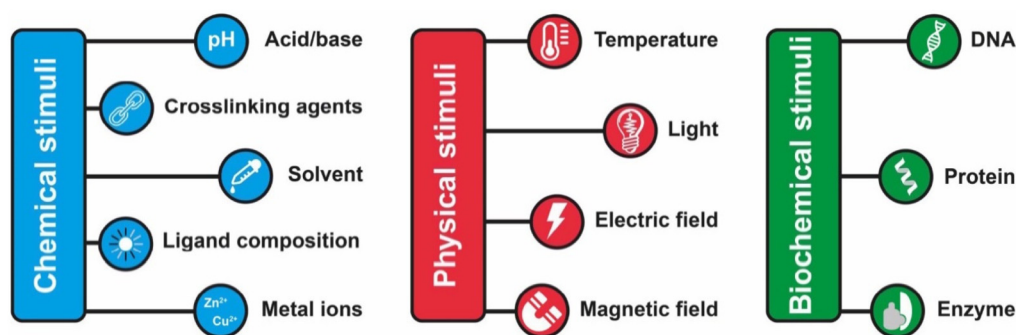 Chemical stimuli
pH
Acid/base
Crosslinking agents
Solvent
Ligand composition
Zn²⁺
Cu²⁺
Metal ions
Physical stimuli
Temperature
Light
Electric field
Magnetic field
Biochemical stimuli
DNA
Protein
Enzyme